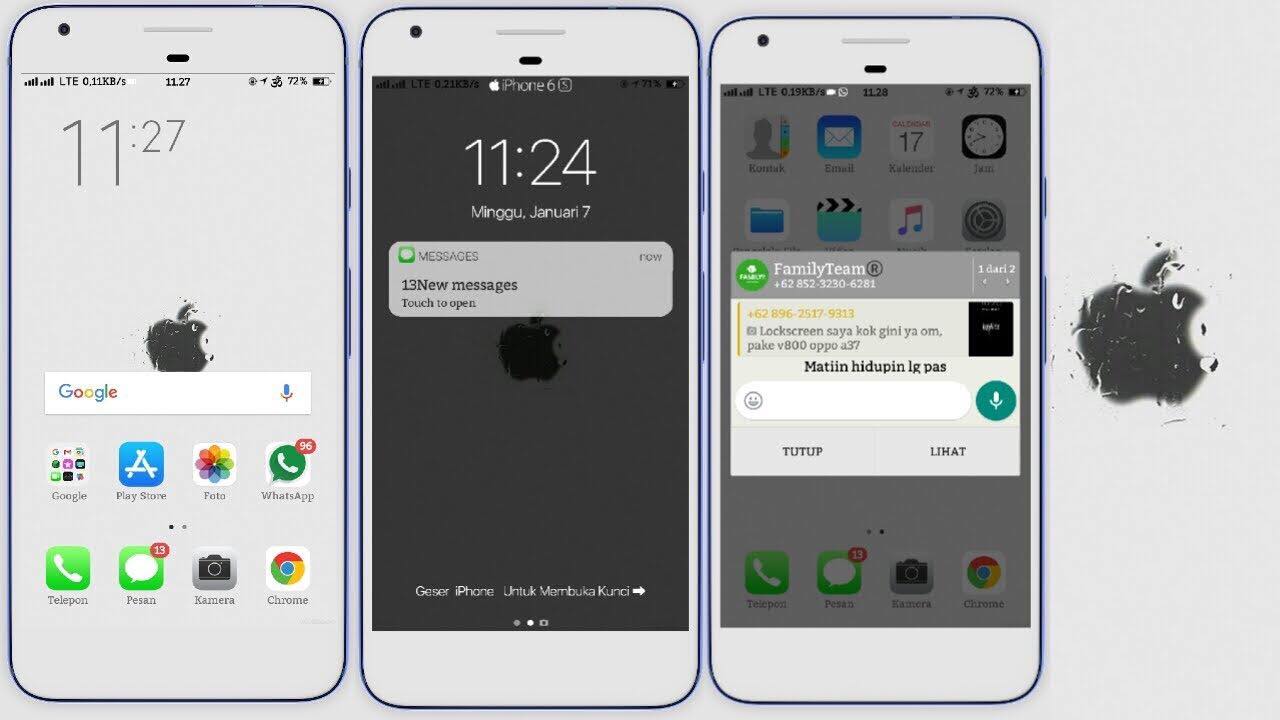 LTE 0.11KB/s 11.27 72%
11:27
Google
Google Play Store Foto WhatsApp
96
13
Telepon Pesan Kamera Chrome
LTE 0.21KB/s iPhone 6 S 71%
11:24
Minggu, Januari 7
MESSAGES now
13New messages
Touch to open
Geser iPhone Untuk Membuka Kunci
LTE 0.19KB/s 11.28 72%
CALENDAR
17
Kontak Email Kalender Jam
Video Musik
FAMILY
FamilyTeam® 1 dari 2
+62 852-3230-6281
+62 896-2517-9313
Lockscreen saya kok gini ya om,
pake v800 oppo a37
Matiin hidupin lg pas
TUTUP LIHAT
13
Telepon Pesan Kamera Chrome